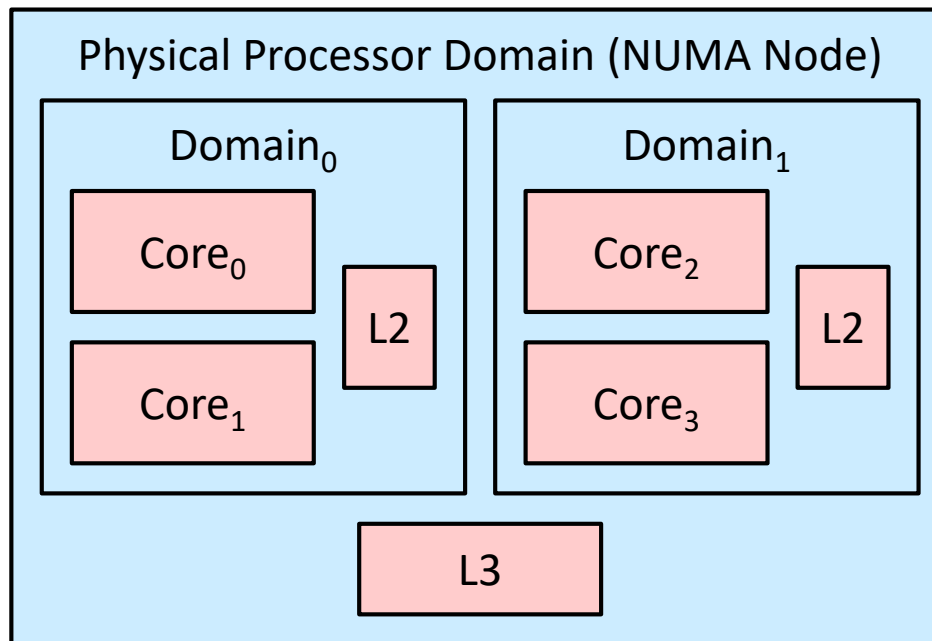 Physical Processor Domain (NUMA Node)
Domain₀
Core₀
Core₁
L2
Domain₁
Core₂
Core₃
L2
L3